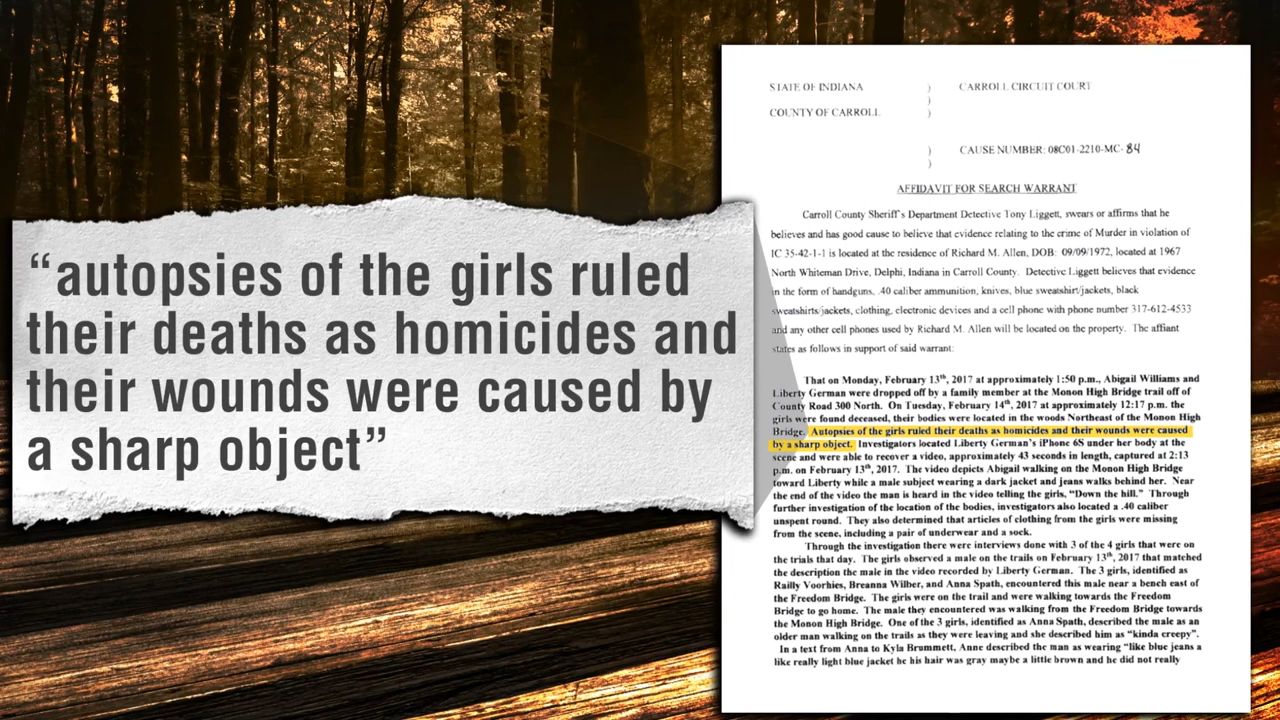 “autopsies of the girls ruled
their deaths as homicides and
their wounds were caused by
a sharp object”
STATE OF INDIANA ) CARROLL CIRCUIT COURT
)
COUNTY OF CARROLL )
) CAUSE NUMBER: 08C01-2210-MC-84
)
AFFIDAVIT FOR SEARCH WARRANT
Carroll County Sheriff's Department Detective Tony Liggett, swears or affirms that he
believes and has good cause to believe that evidence relating to the crime of Murder in violation of
IC 35-42-1-1 is located at the residence of Richard M. Allen, DOB: 09/09/1972, located at 1967
North Whiteman Drive, Delphi, Indiana in Carroll County. Detective Liggett believes that evidence
in the form of handguns, .40 caliber ammunition, knives, blue sweatshirt/jackets, black
sweatshirts/jackets, clothing, electronic devices and a cell phone with phone number 317-612-4533
and any other cell phones used by Richard M. Allen will be located on the property. The affiant
states as follows in support of said warrant:
That on Monday, February 13th, 2017 at approximately 1:50 p.m., Abigail Williams and
Liberty German were dropped off by a family member at the Monon High Bridge trail off of
County Road 300 North. On Tuesday, February 14th, 2017 at approximately 12:17 p.m. the
girls were found deceased, their bodies were located in the woods Northeast of the Monon High
Bridge. Autopsies of the girls ruled their deaths as homicides and their wounds were caused
by a sharp object. Investigators located Liberty German's iPhone 6S under her body at the
scene and were able to recover a video, approximately 43 seconds in length, captured at 2:13
p.m. on February 13th, 2017. The video depicts Abigail walking on the Monon High Bridge
toward Liberty while a male subject wearing a dark jacket and jeans walks behind her. Near
the end of the video the man is heard in the video telling the girls, “Down the hill.” Through
further investigation of the location of the bodies, investigators also located a .40 caliber
unspent round. They also determined that articles of clothing from the girls were missing
from the scene, including a pair of underwear and a sock.
Through the investigation there were interviews done with 3 of the 4 girls that were on
the trials that day. The girls observed a male on the trails on February 13th, 2017 that matched
the description the male in the video recorded by Liberty German. The 3 girls, identified as
Railly Voorhies, Breanna Wilber, and Anna Spath, encountered this male near a bench east of
the Freedom Bridge. The girls were on the trail and were walking towards the Freedom
Bridge to go home. The male they encountered was walking from the Freedom Bridge towards
the Monon High Bridge. One of the 3 girls, identified as Anna Spath, described the male as an
older man walking on the trails as they were leaving and she described him as “kinda creepy”.
In a text from Anna to Kyla Brummett, Anne described the man as wearing “like blue jeans a
like really light blue jacket he his hair was gray maybe a little brown and he did not really